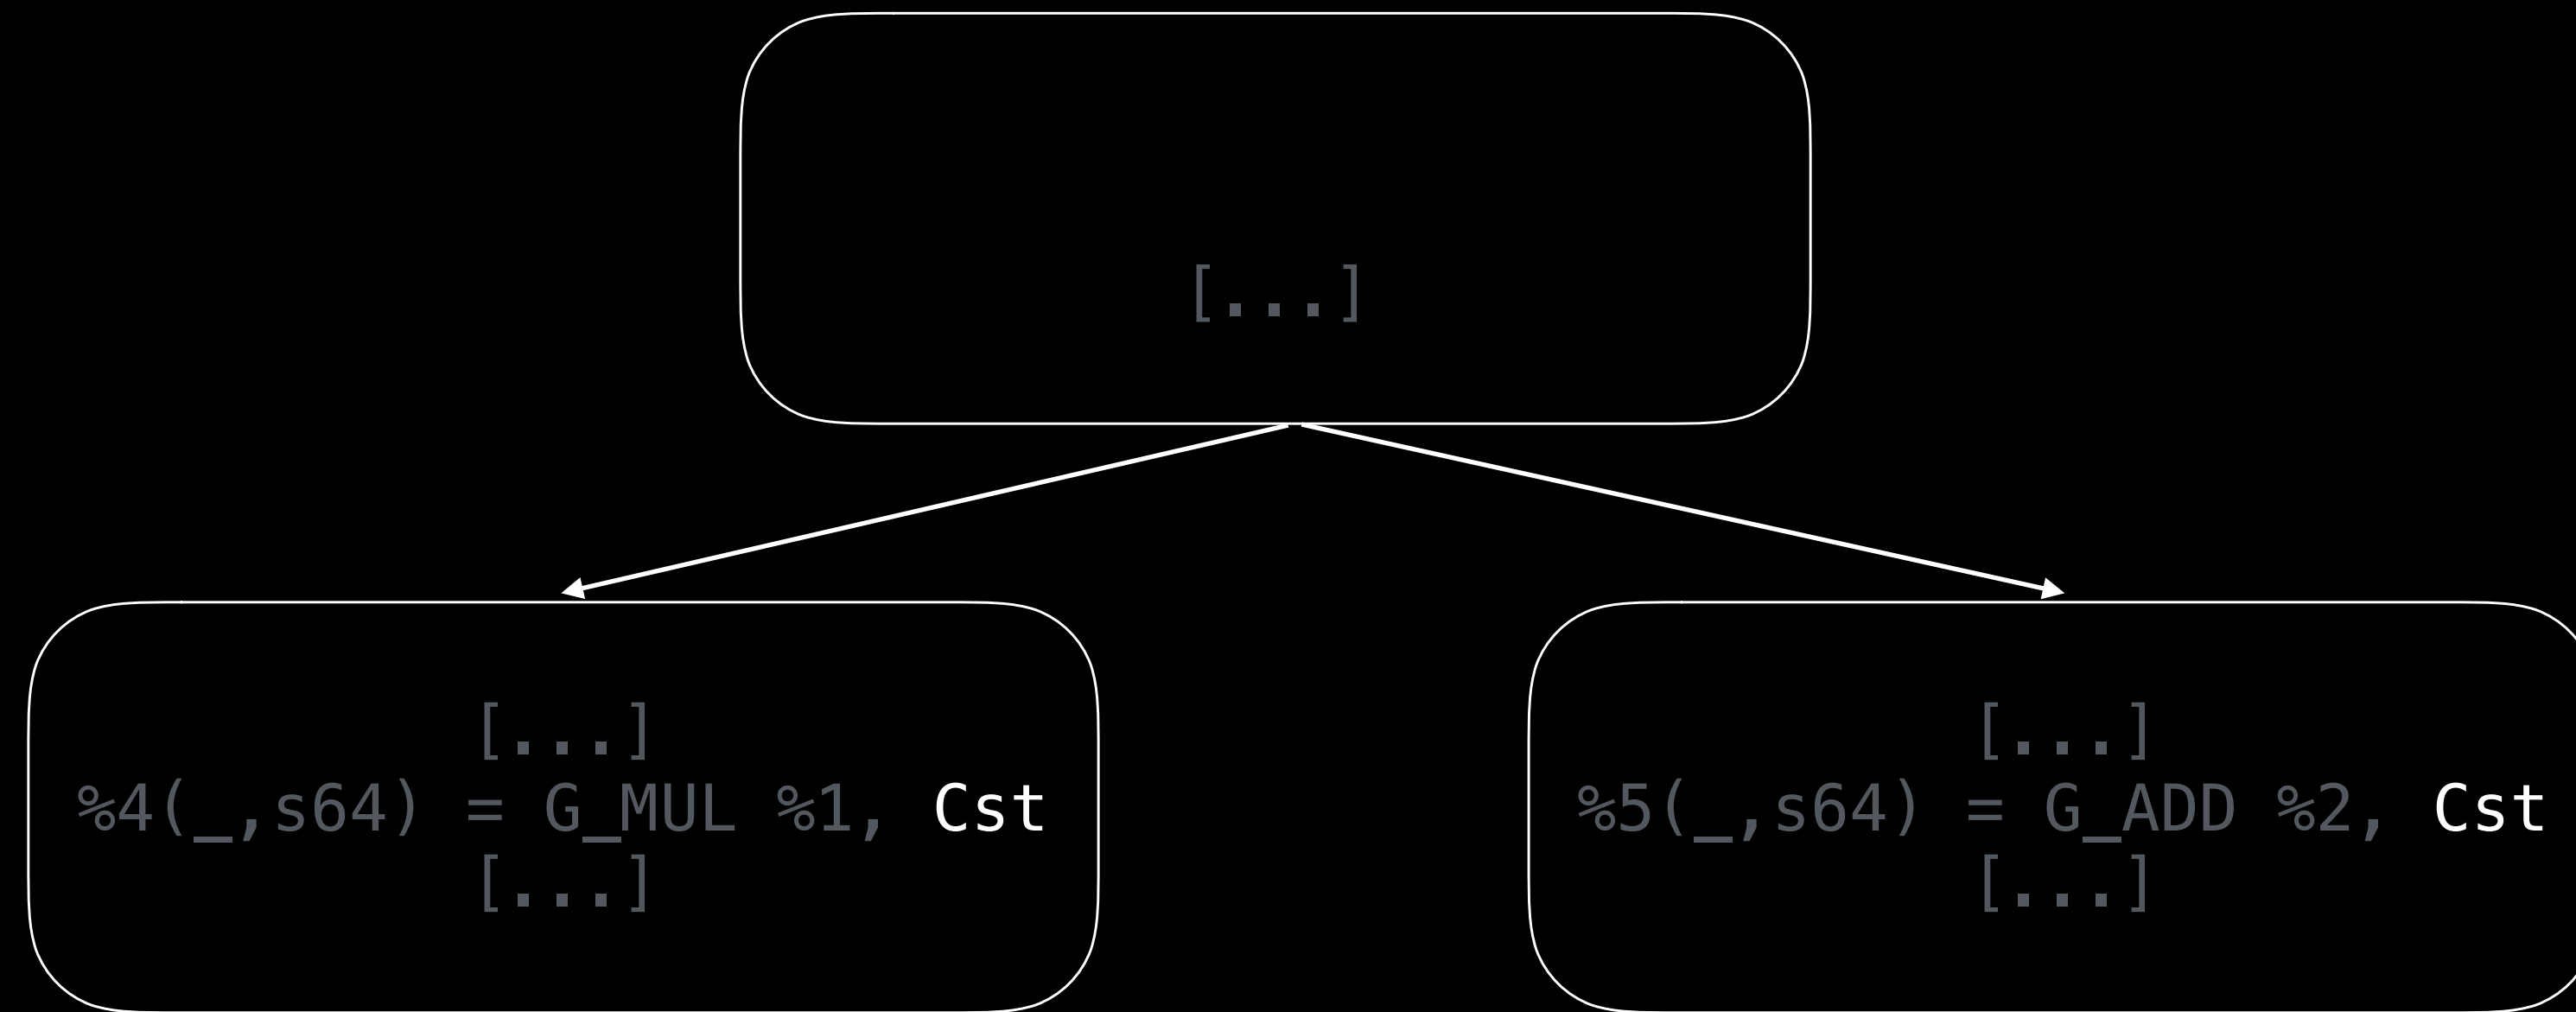 [...]
[...]
%4(_,s64) = G_MUL %1, Cst
[...]
[...]
%5(_,s64) = G_ADD %2, Cst
[...]